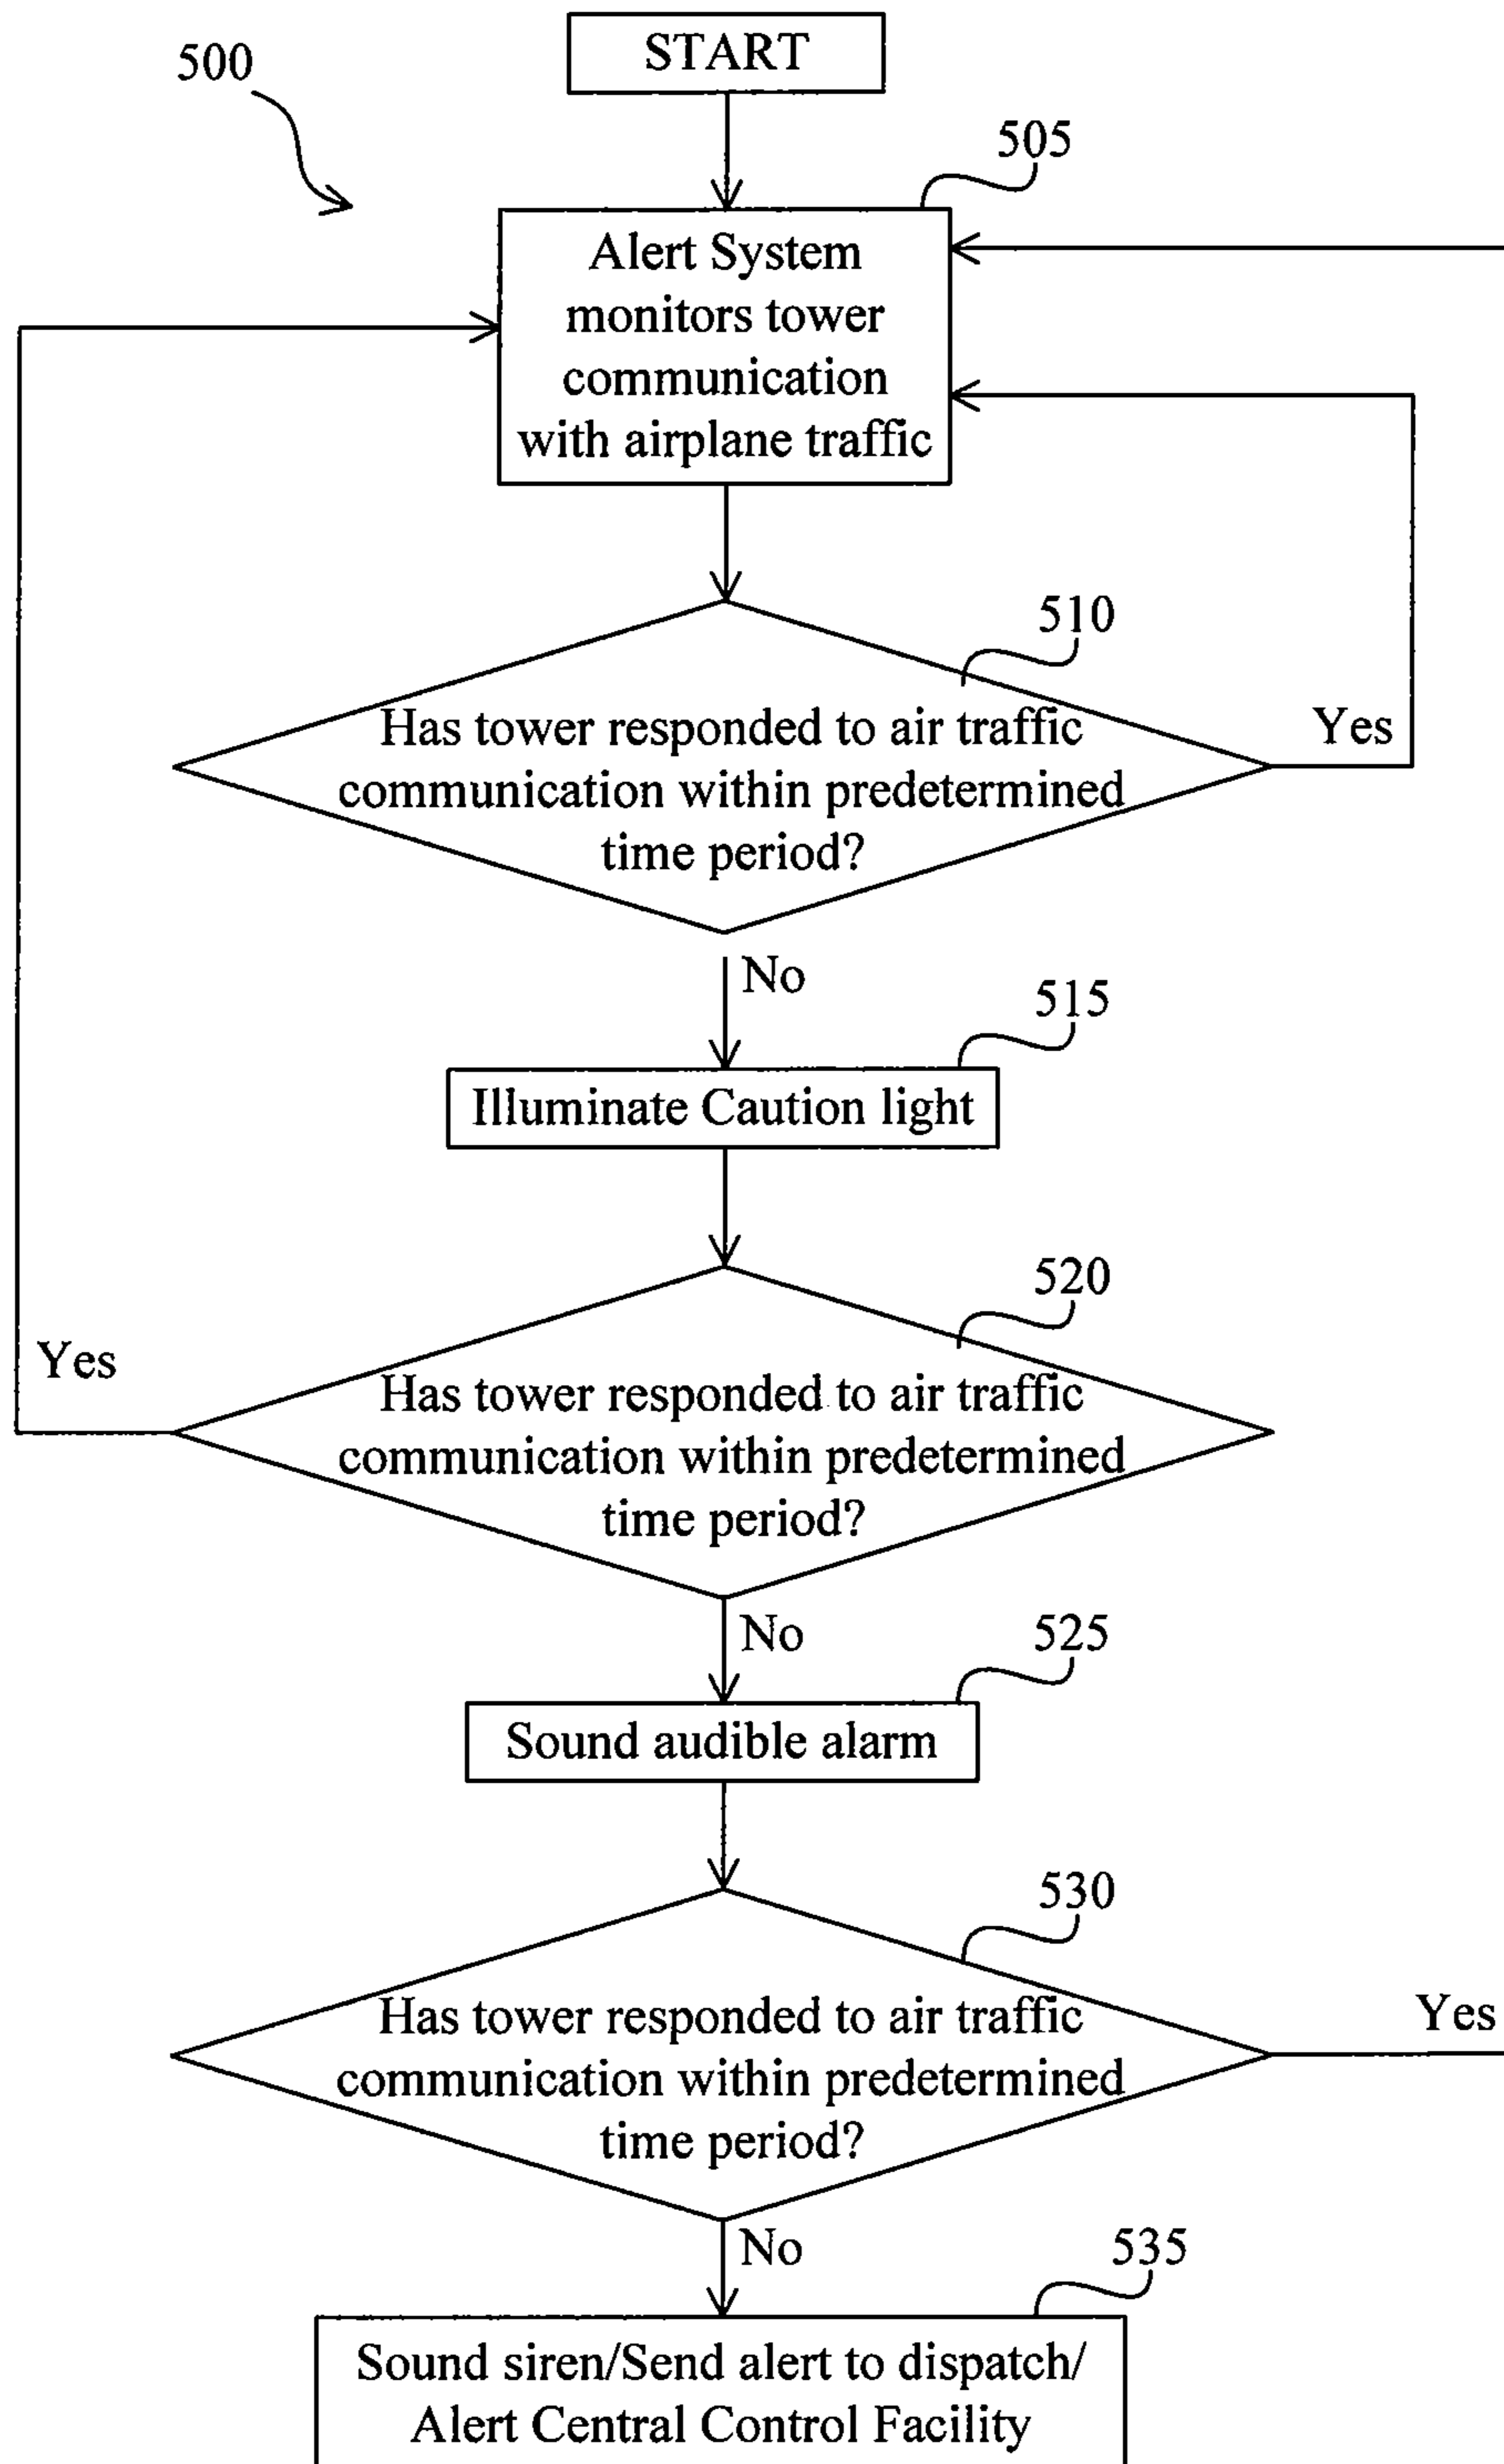 START
500
505
Alert System
monitors tower
communication
with airplane traffic
510
Has tower responded to air traffic
communication within predetermined
time period?
Yes
No
515
Illuminate Caution light
520
Yes
Has tower responded to air traffic
communication within predetermined
time period?
No
525
Sound audible alarm
530
Has tower responded to air traffic
communication within predetermined
time period?
Yes
No
535
Sound siren/Send alert to dispatch/
Alert Central Control Facility